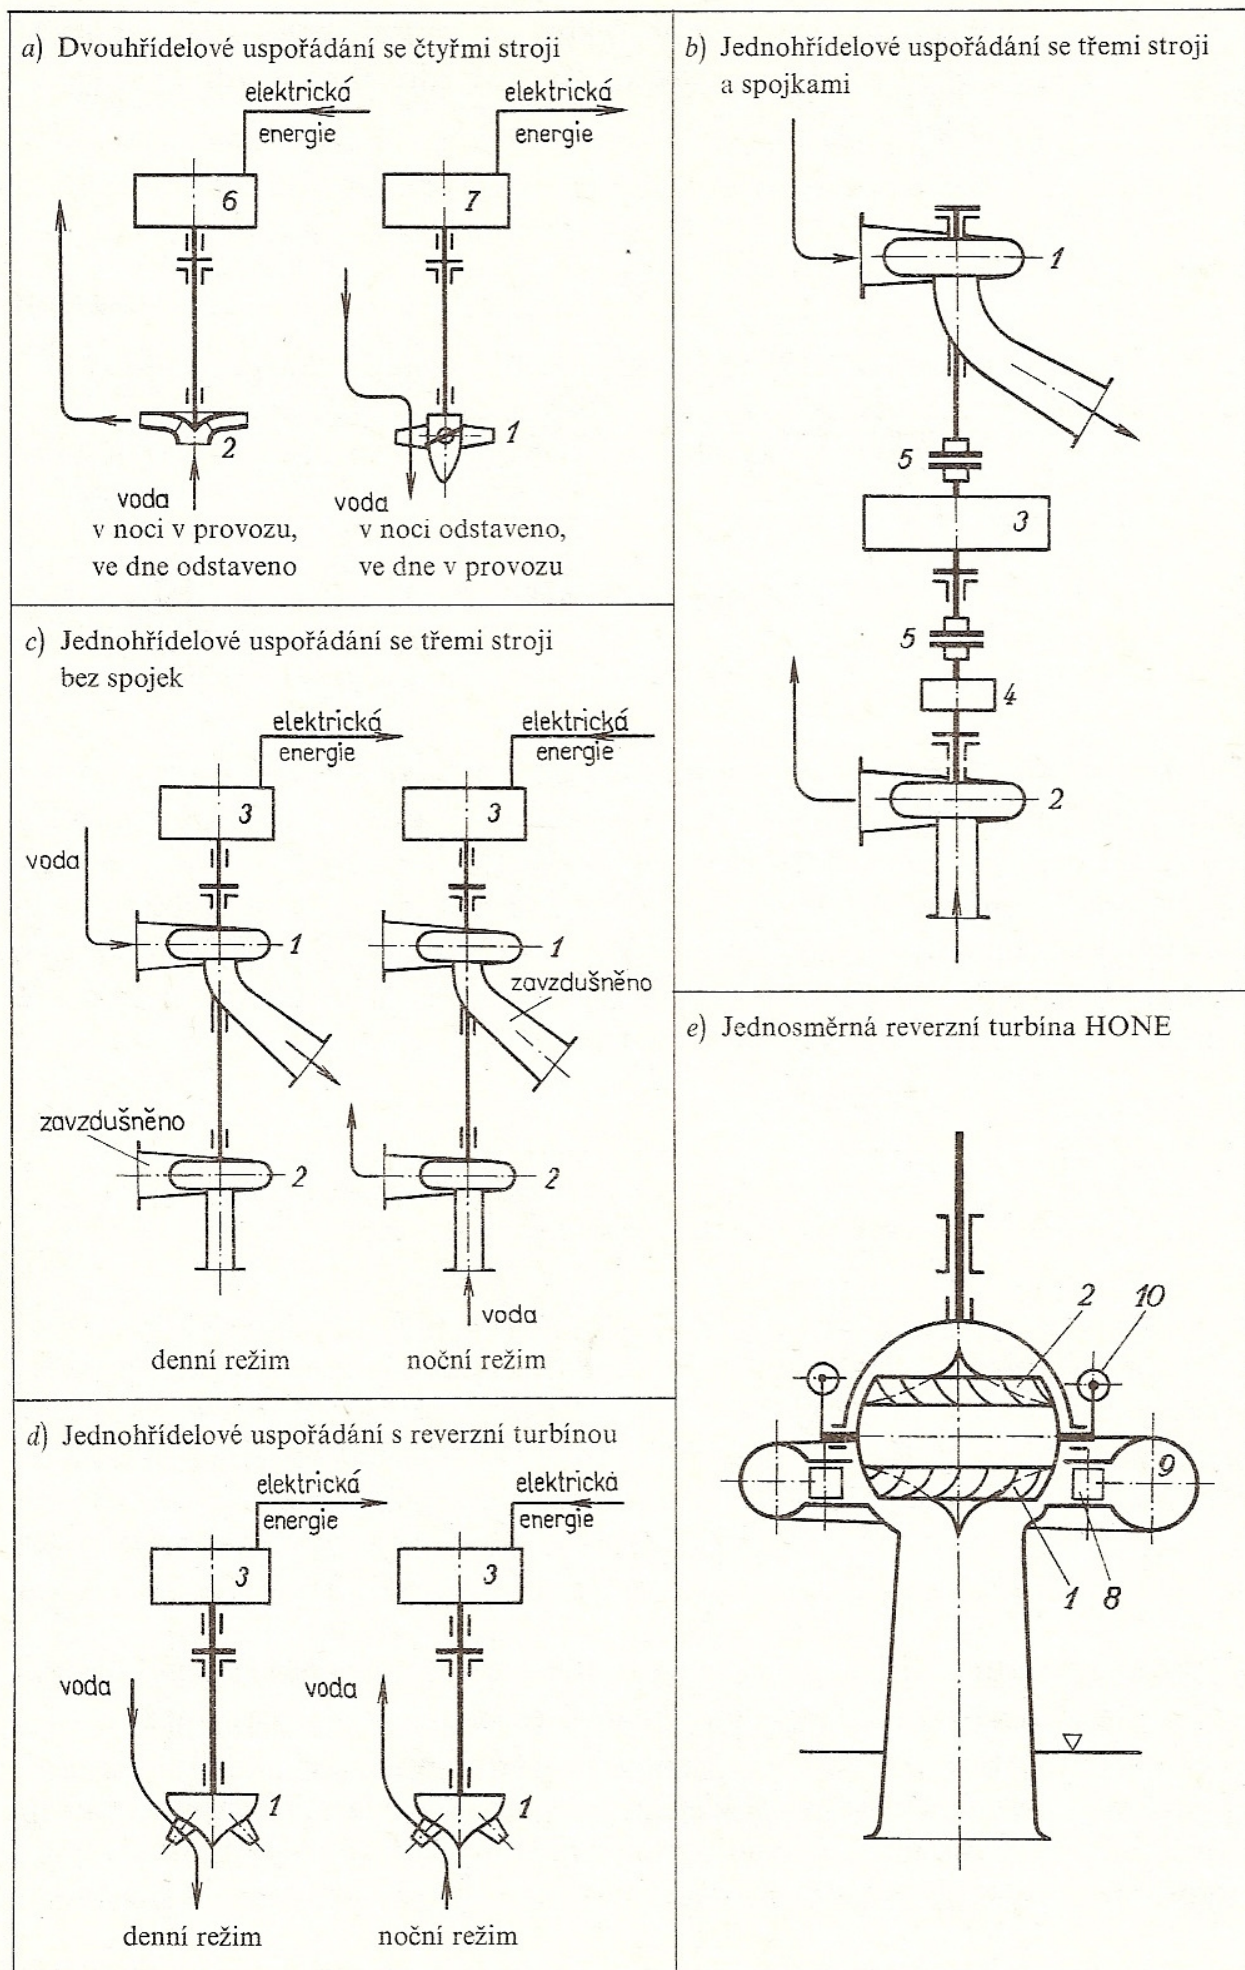 a) Dvouhřídelové uspořádání se čtyřmi stroji
elektrická
energie
elektrická
energie
6
7
2
1
voda
voda
v noci v provozu,
ve dne odstaveno
v noci odstaveno,
ve dne v provozu
b) Jednohřídelové uspořádání se třemi stroji
a spojkami
1
5
3
5
4
2
c) Jednohřídelové uspořádání se třemi stroji
bez spojek
elektrická
energie
elektrická
energie
3
3
voda
1
1
zavzdušněno
zavzdušněno
2
2
voda
denní režim
noční režim
d) Jednohřídelové uspořádání s reverzní turbínou
elektrická
energie
elektrická
energie
3
3
voda
voda
1
1
denní režim
noční režim
e) Jednosměrná reverzní turbína HONE
2
10
9
1
8